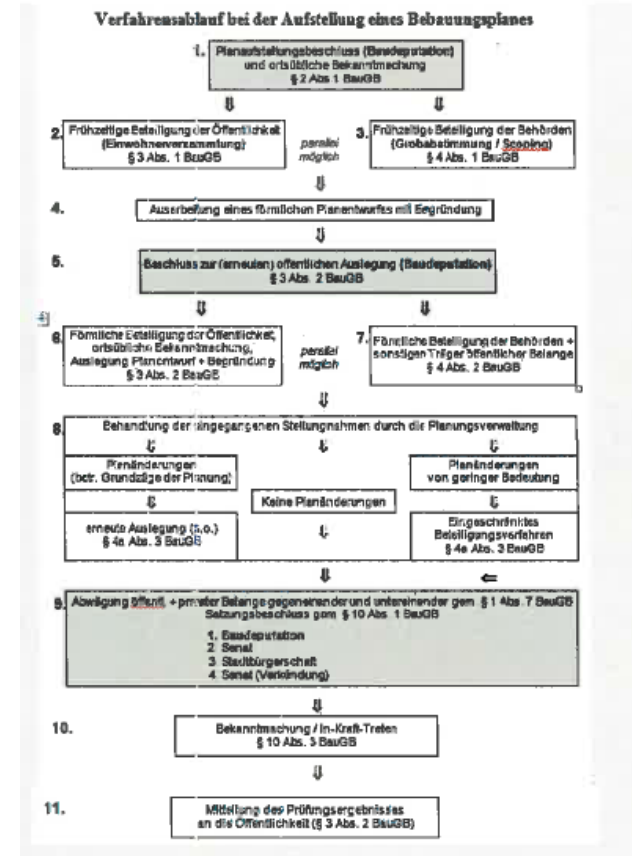 Verfahrensablauf bei der Aufstellung eines Bebauungsplanes
1. Planaufstellungsbeschluss (Baudeputation)
und ortsübliche Bekanntmachung
§ 2 Abs 1 BauGB
2. Frühzeitige Beteiligung der Öffentlichkeit
(Einwohnerversammlung)
§ 3 Abs. 1 BauGB
parallel
möglich
3. Frühzeitige Beteiligung der Behörden
(Grobabstimmung / Scoping)
§ 4 Abs. 1 BauGB
4. Ausarbeitung eines förmlichen Planentwurfes mit Begründung
5. Beschluss zur (erneuten) öffentlichen Auslegung (Baudeputation)
§ 3 Abs. 2 BauGB
6. Förmliche Beteiligung der Öffentlichkeit,
ortsübliche Bekanntmachung,
Auslegung Planentwurf + Begründung
§ 3 Abs. 2 BauGB
parallel
möglich
7. Förmliche Beteiligung der Behörden +
sonstigen Träger öffentlicher Belange
§ 4 Abs. 2 BauGB
8. Behandlung der eingegangenen Stellungnahmen durch die Planungsverwaltung
Planänderungen
(betr. Grundzüge der Planung)
erneute Auslegung (s.o.)
§ 4a Abs. 3 BauGB
Keine Planänderungen
Planänderungen
von geringer Bedeutung
Eingeschränktes
Beteiligungsverfahren
§ 4a Abs. 3 BauGB
9. Abwägung öffentl. + privater Belange gegeneinander und untereinander gem. § 1 Abs. 7 BauGB
Satzungsbeschluss gem § 10 Abs. 1 BauGB
1. Baudeputation
2 Senat
3 Stadtbürgerschaft
4 Senat (Verkündung)
10. Bekanntmachung / In-Kraft-Treten
§ 10 Abs. 3 BauGB
11. Mitteilung des Prüfungsergebnisses
an die Öffentlichkeit (§ 3 Abs. 2 BauGB)